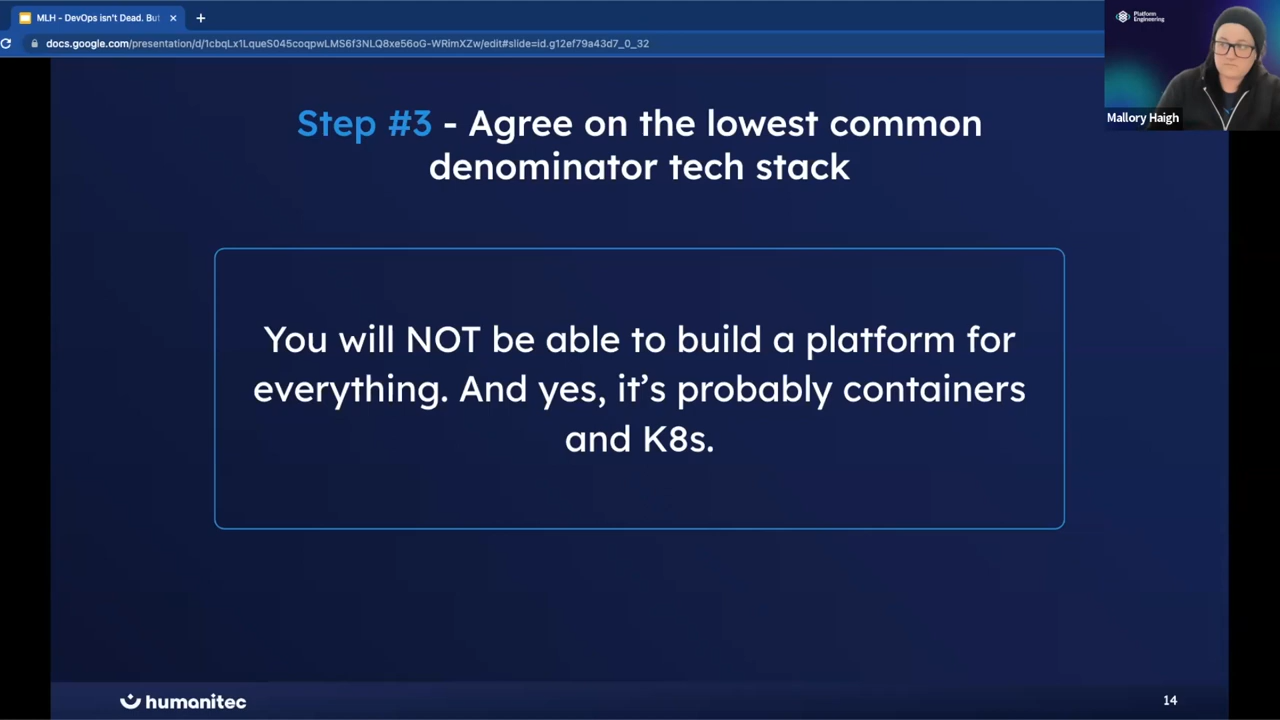 MLH - DevOps isn't Dead. But
docs.google.com/presentation/d/1cbqLx1LqueS045coqpwLMS6f3NLQ8xe56oG-WRimXZw/edit#slide=id.g12ef79a43d7_0_32
Platform
Engineering
Mallory Haigh
Step #3 - Agree on the lowest common
denominator tech stack
You will NOT be able to build a platform for
everything. And yes, it's probably containers
and K8s.
humanitec
14